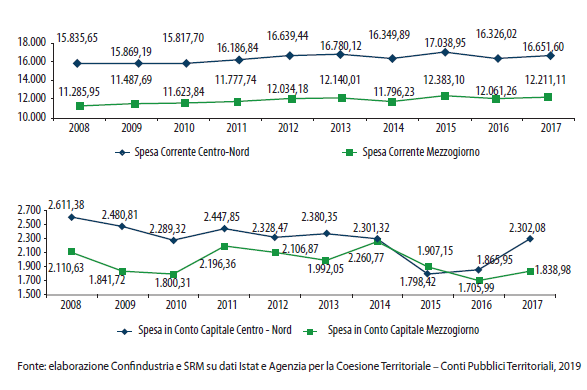 15.835,65 15.869,19 15.817,70 16.186,84 16.639,44 16.780,12 16.349,89 17.038,95 16.326,02 16.651,60
18.000
16.000
14.000
12.000
10.000
11.285,95 11.487,69 11.623,84 11.777,74 12.034,18 12.140,01 11.796,23 12.383,10 12.061,26 12.211,11
2008 2009 2010 2011 2012 2013 2014 2015 2016 2017
Spesa Corrente Centro-Nord Spesa Corrente Mezzogiorno
2.611,38 2.480,81 2.289,32 2.447,85 2.328,47 2.380,35 2.301,32 1.798,42 1.865,95 2.302,08
2.700
2.500
2.300
2.100
1.900
1.700
1.500
2.110,63 1.841,72 1.800,31 2.196,36 2.106,87 1.992,05 2.260,77 1.907,15 1.705,99 1.838,98
2008 2009 2010 2011 2012 2013 2014 2015 2016 2017
Spesa in Conto Capitale Centro - Nord Spesa in Conto Capitale Mezzogiorno
Fonte: elaborazione Confindustria e SRM su dati Istat e Agenzia per la Coesione Territoriale – Conti Pubblici Territoriali, 2019